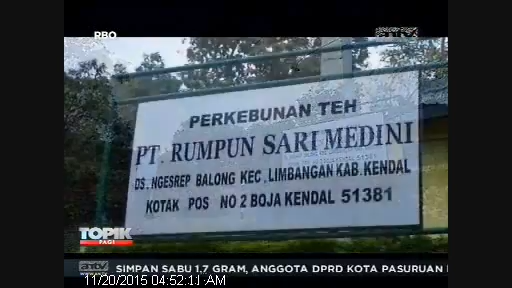 RBO
PERKEBUNAN TEH
PT. RUMPUN SARI MEDINI
DS. NGESREP BALONG KEC. LIMBANGAN KAB. KENDAL
KOTAK POS NO 2 BOJA KENDAL 51381
TOPIK
PAGI
antv
SIMPAN SABU 1,7 GRAM, ANGGOTA DPRD KOTA PASURUAN
11/20/2015 04:52:11 AM